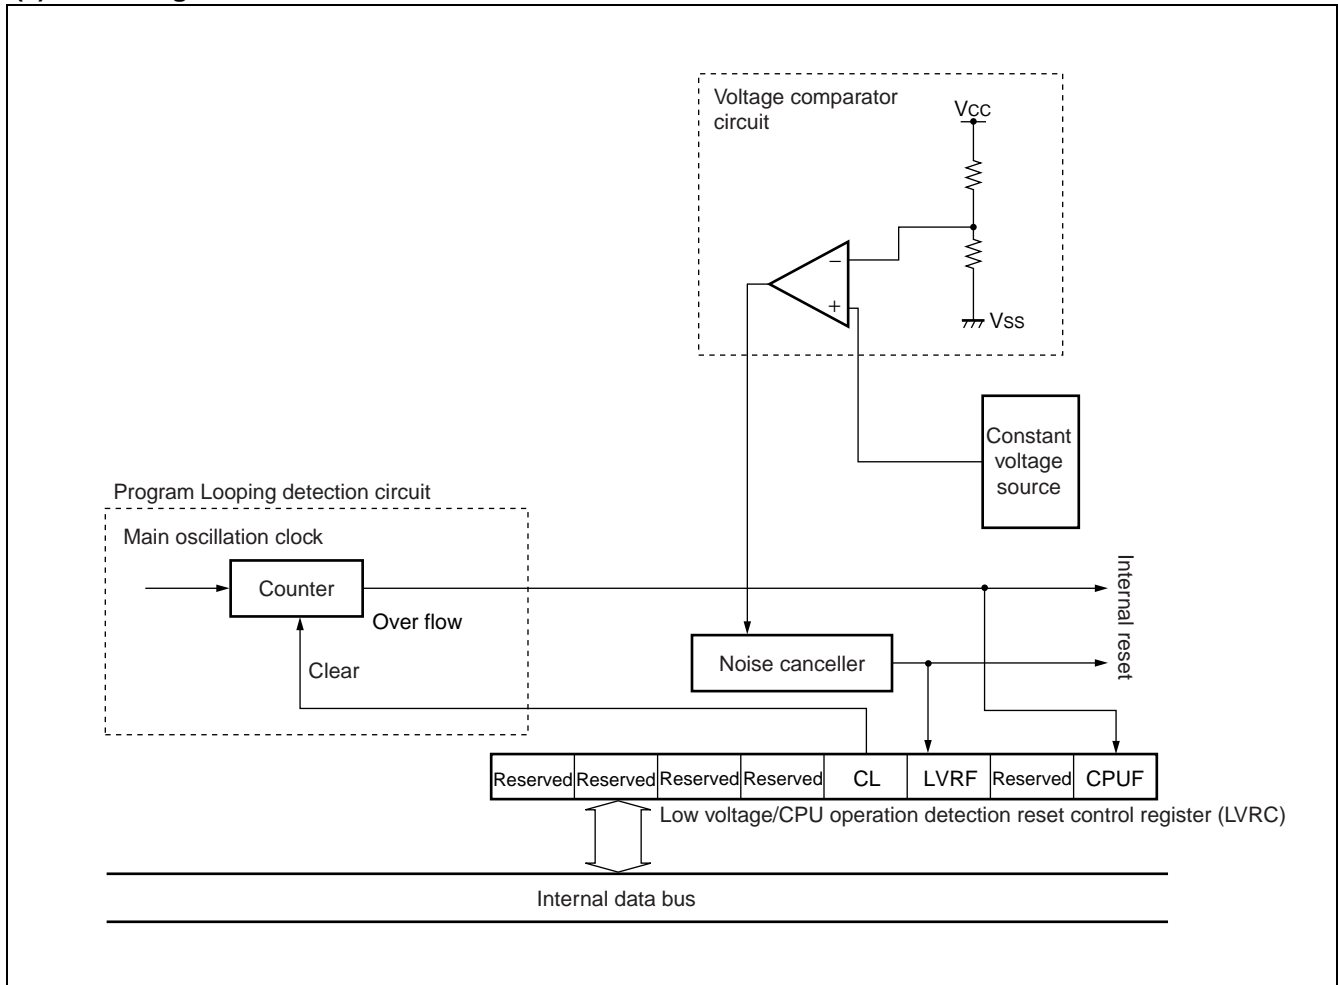 Voltage comparator
circuit
Vcc
−
+
Vss
Constant
voltage
source
Program Looping detection circuit
Main oscillation clock
Counter
Over flow
Clear
Noise canceller
Internal reset
Reserved Reserved Reserved Reserved CL LVRF Reserved CPUF
Low voltage/CPU operation detection reset control register (LVRC)
Internal data bus